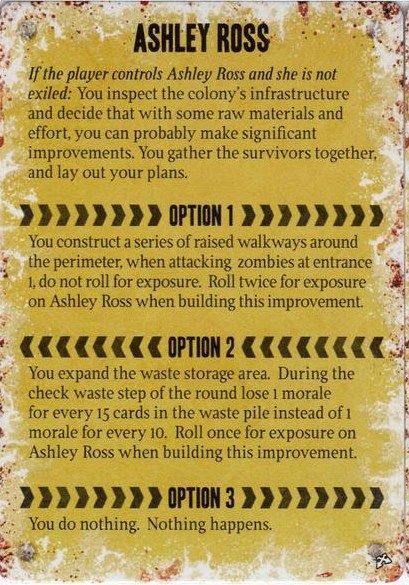 ASHLEY ROSS
If the player controls Ashley Ross and she is not
exiled: You inspect the colony's infrastructure
and decide that with some raw materials and
effort, you can probably make significant
improvements. You gather the survivors together,
and lay out your plans.
OPTION 1
You construct a series of raised walkways around
the perimeter, when attacking zombies at entrance
1, do not roll for exposure. Roll twice for exposure
on Ashley Ross when building this improvement.
OPTION 2
You expand the waste storage area. During the
check waste step of the round lose 1 morale
for every 15 cards in the waste pile instead of 1
morale for every 10. Roll once for exposure on
Ashley Ross when building this improvement.
OPTION 3
You do nothing. Nothing happens.